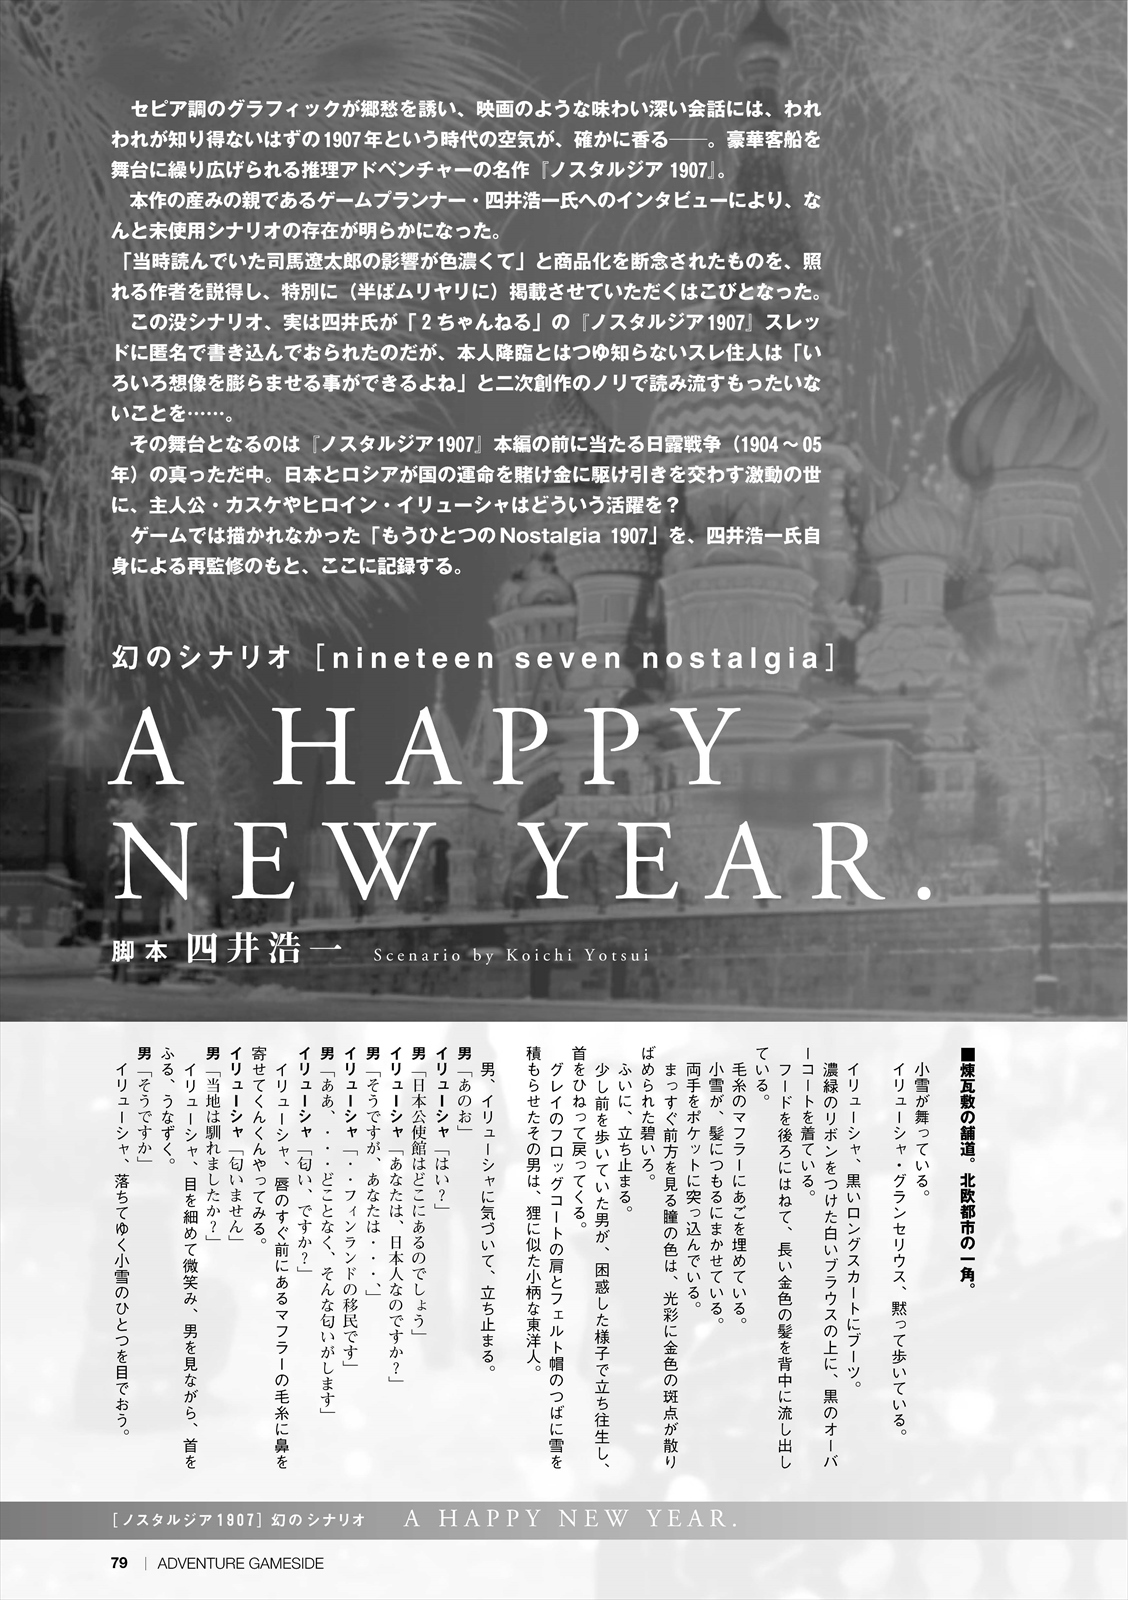 セピア調のグラフィックが郷愁を誘い、映画のような味わい深い会話には、われ
われが知り得ないはずの1907年という時代の空気が、確かに香る――。豪華客船を
舞台に繰り広げられる推理アドベンチャーの名作『ノスタルジア 1907』。
本作の産みの親であるゲームプランナー・四井浩一氏へのインタビューにより、な
んと未使用シナリオの存在が明らかになった。
「当時読んでいた司馬遼太郎の影響が色濃くて」と商品化を断念されたものを、照
れる作者を説得し、特別に（半ばムリヤリに）掲載させていただくはこびとなった。
この没シナリオ、実は四井氏が「2ちゃんねる」の『ノスタルジア1907』スレッ
ドに匿名で書き込んでおられたのだが、本人降臨とはつゆ知らないスレ住人は「い
ろいろ想像を膨らませる事ができるよね」と二次創作のノリで読み流すもったいな
いことを……。
その舞台となるのは『ノスタルジア1907』本編の前に当たる日露戦争（1904～05
年）の真っただ中。日本とロシアが国の運命を賭け金に駆け引きを交わす激動の世
に、主人公・カスケやヒロイン・イリューシャはどういう活躍を？
ゲームでは描かれなかった「もうひとつのNostalgia 1907」を、四井浩一氏自
身による再監修のもと、ここに記録する。
幻のシナリオ［nineteen seven nostalgia］
A HAPPY
NEW YEAR.
脚本 四井浩一 Scenario by Koichi Yotsui
■煉瓦敷の舗道。北欧都市の一角。
小雪が舞っている。
イリューシャ・グランセリウス、黙って歩いている。
イリューシャ、黒いロングスカートにブーツ。
濃緑のリボンをつけた白いブラウスの上に、黒のオーバ
ーコートを着ている。
フードを後ろにはねて、長い金色の髪を背中に流し出し
ている。
毛糸のマフラーにあごを埋めている。
小雪が、髪につもるにまかせている。
両手をポケットに突っ込んでいる。
まっすぐ前方を見る瞳の色は、光彩に金色の斑点が散り
ばめられた碧いろ。
ふいに、立ち止まる。
少し前を歩いていた男が、困惑した様子で立ち往生し、
首をひねって戻ってくる。
グレイのフロッグコートの肩とフェルト帽のつばに雪を
積もらせたその男は、狸に似た小柄な東洋人。
男、イリューシャに気づいて、立ち止まる。
男「あのお」
イリューシャ「はい？」
男「日本公使館はどこにあるのでしょう」
イリューシャ「あなたは、日本人なのですか？」
男「そうですが、あなたは・・・、」
イリューシャ「・・フィンランドの移民です」
男「ああ、・・・どことなく、そんな匂いがします」
イリューシャ「匂い、ですか？」
イリューシャ、唇のすぐ前にあるマフラーの毛糸に鼻を
寄せてくんくんやってみる。
イリューシャ「匂いません」
男「当地は馴れましたか？」
イリューシャ、目を細めて微笑み、男を見ながら、首を
ふる、うなずく。
男「そうですか」
イリューシャ、落ちてゆく小雪のひとつを目でおう。
［ノスタルジア1907］幻のシナリオ A HAPPY NEW YEAR.
79 | ADVENTURE GAMESIDE